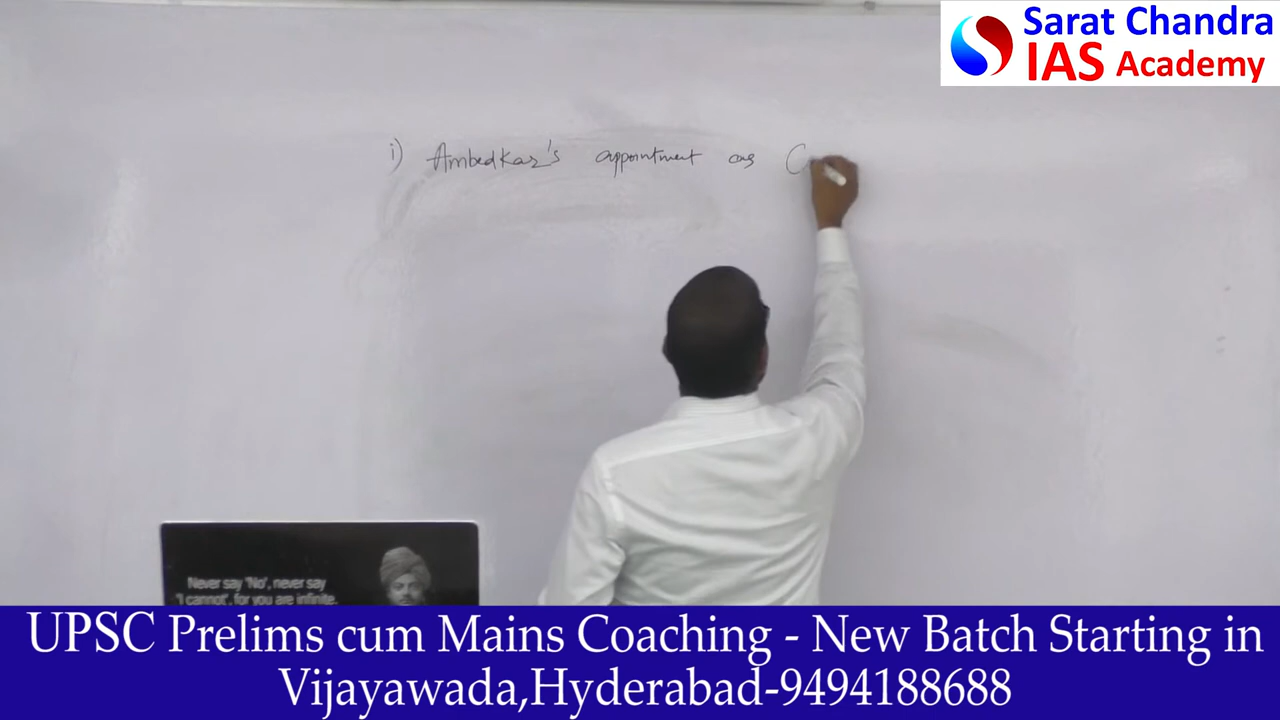 Sarat Chandra
IAS Academy
i) Ambedkar's appointment as
Never say 'No', never say
'I cannot', for you are infinite.
UPSC Prelims cum Mains Coaching - New Batch Starting in
Vijayawada,Hyderabad-9494188688